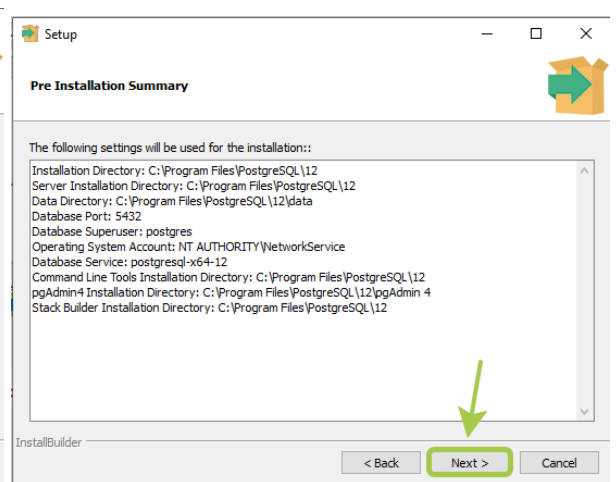 Setup
Pre Installation Summary
The following settings will be used for the installation::
Installation Directory: C:\Program Files\PostgreSQL\12
Server Installation Directory: C:\Program Files\PostgreSQL\12
Data Directory: C:\Program Files\PostgreSQL\12\data
Database Port: 5432
Database Superuser: postgres
Operating System Account: NT AUTHORITY\NetworkService
Database Service: postgresql-x64-12
Command Line Tools Installation Directory: C:\Program Files\PostgreSQL\12
pgAdmin4 Installation Directory: C:\Program Files\PostgreSQL\12\pgAdmin 4
Stack Builder Installation Directory: C:\Program Files\PostgreSQL\12
InstallBuilder
< Back Next > Cancel